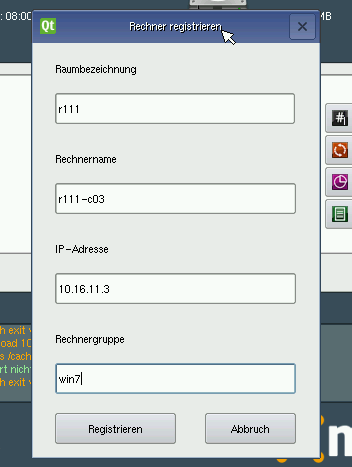 : 08:00
MB
Qt
Rechner registrieren
Raumbezeichnung
r111
#
Rechnername
r111-c03
IP-Adresse
10.16.11.3
h exit v
oad 10
s /cach
rt nicht
h exit v
Rechnergruppe
win7
Registrieren
Abbruch